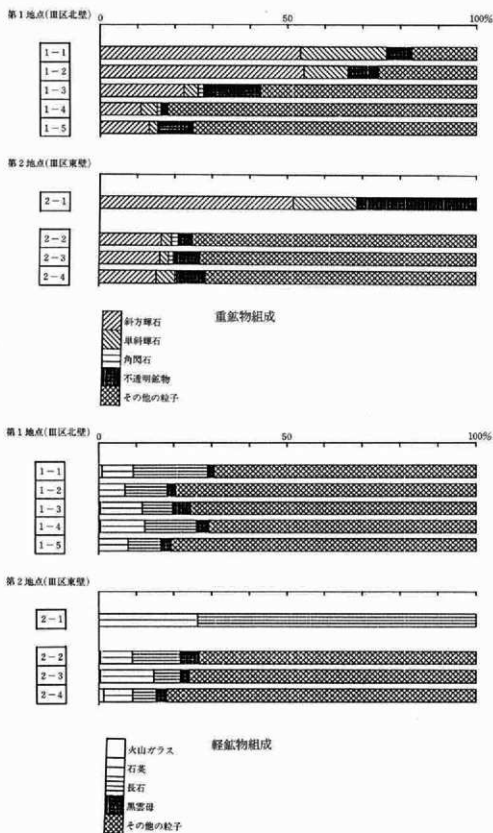 第1地点(Ⅲ区北壁)
0 50 100%
1-1
1-2
1-3
1-4
1-5
第2地点(Ⅲ区東壁)
2-1
2-2
2-3
2-4
重鉱物組成
斜方輝石
単斜輝石
角閃石
不透明鉱物
その他の粒子
第1地点(Ⅲ区北壁)
0 50 100%
1-1
1-2
1-3
1-4
1-5
第2地点(Ⅲ区東壁)
2-1
2-2
2-3
2-4
軽鉱物組成
火山ガラス
石英
長石
黒雲母
その他の粒子